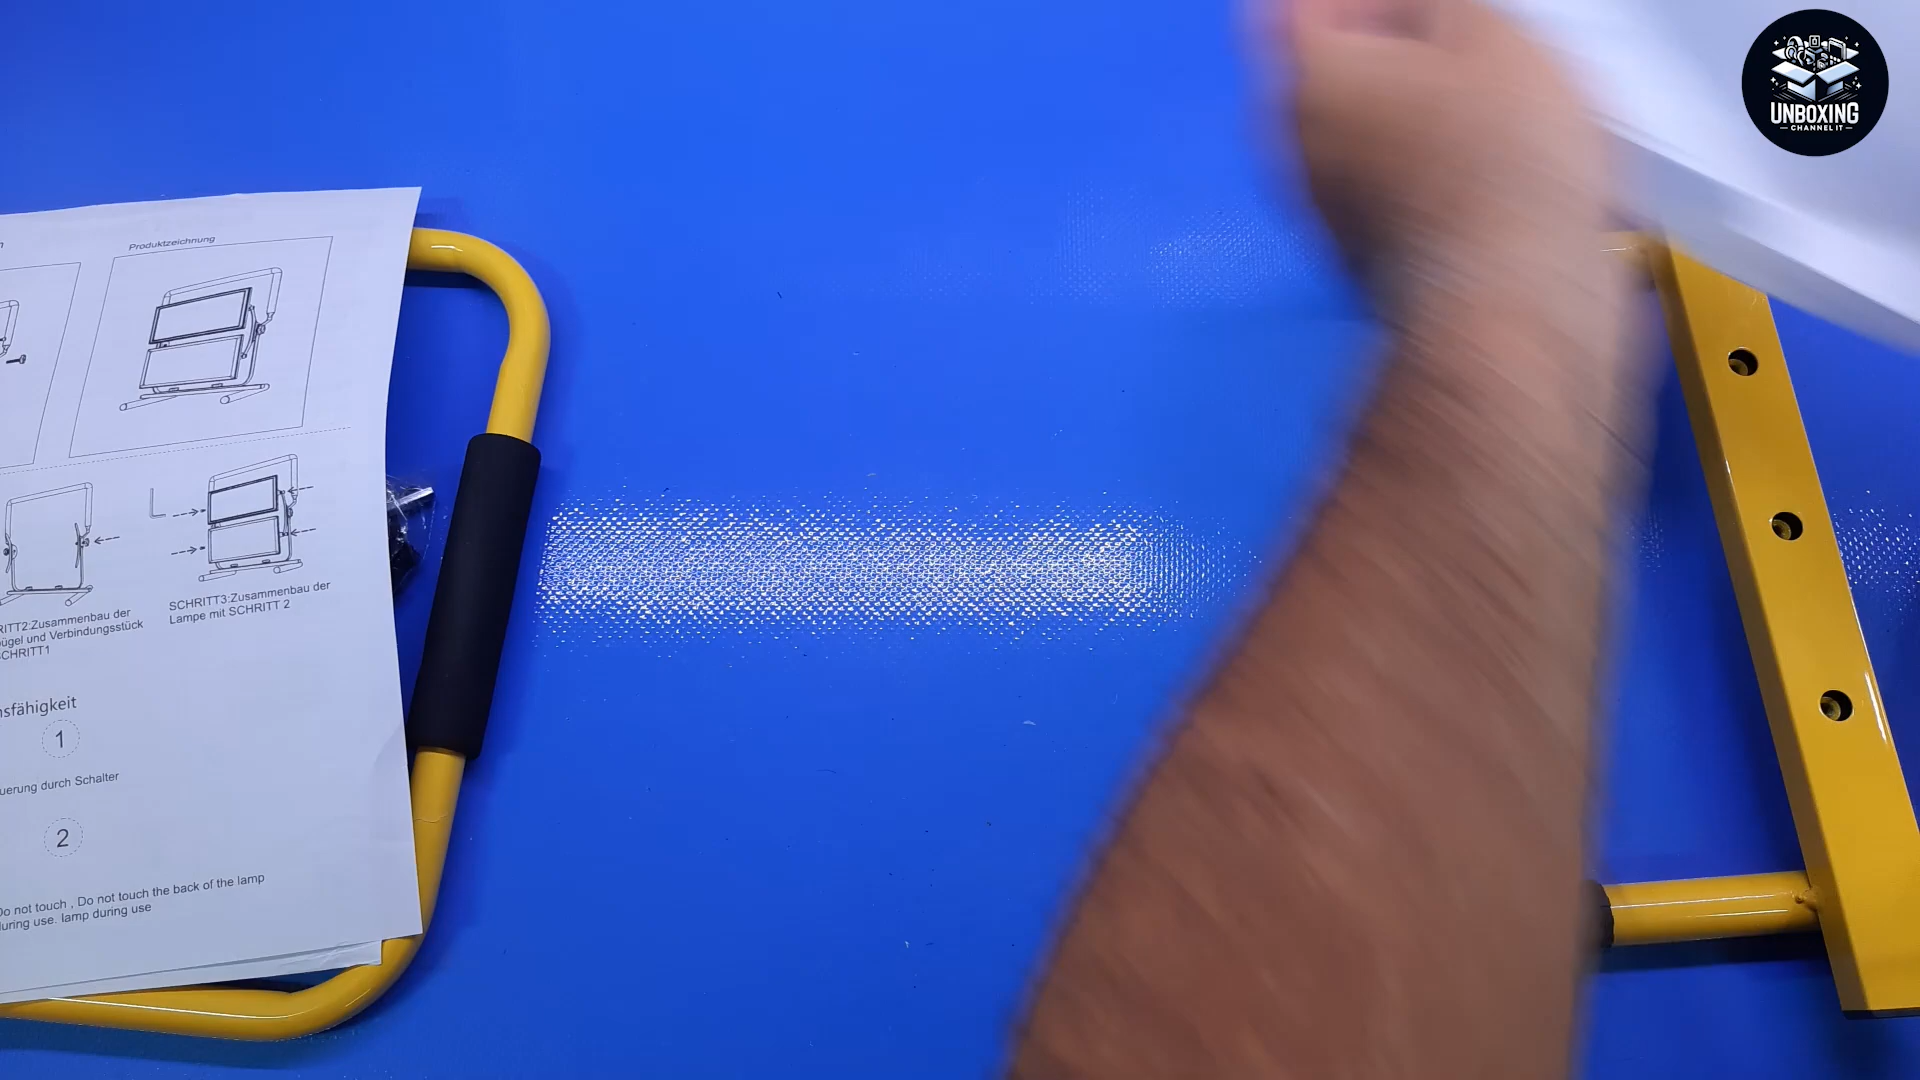 Produktzeichnung
SCHRITT3:Zusammenbau der
Lampe mit SCHRITT 2
RITT2:Zusammenbau der
ügel und Verbindungsstück
CHRITT1
nsfähigkeit
1
uerung durch Schalter
2
Do not touch , Do not touch the back of the lamp
during use. lamp during use
UNBOXING
CHANNEL IT